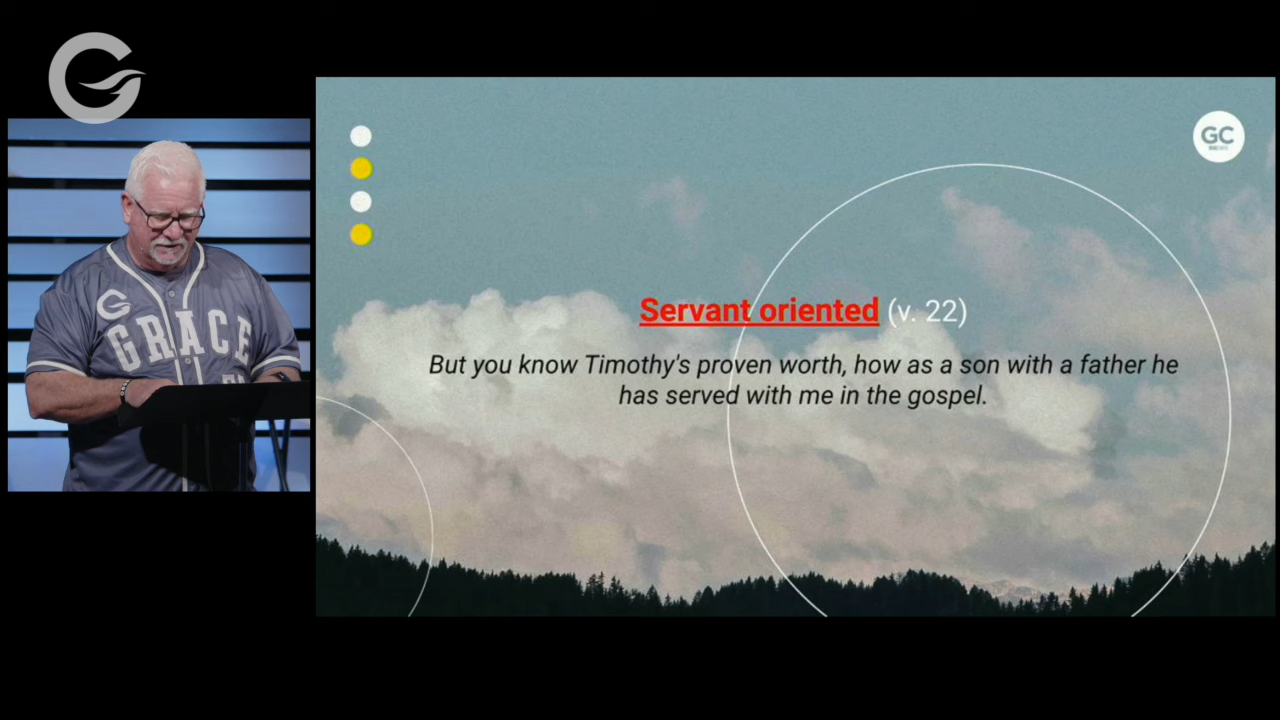 GRACE
GC
Servant oriented (v. 22)
But you know Timothy's proven worth, how as a son with a father he
has served with me in the gospel.